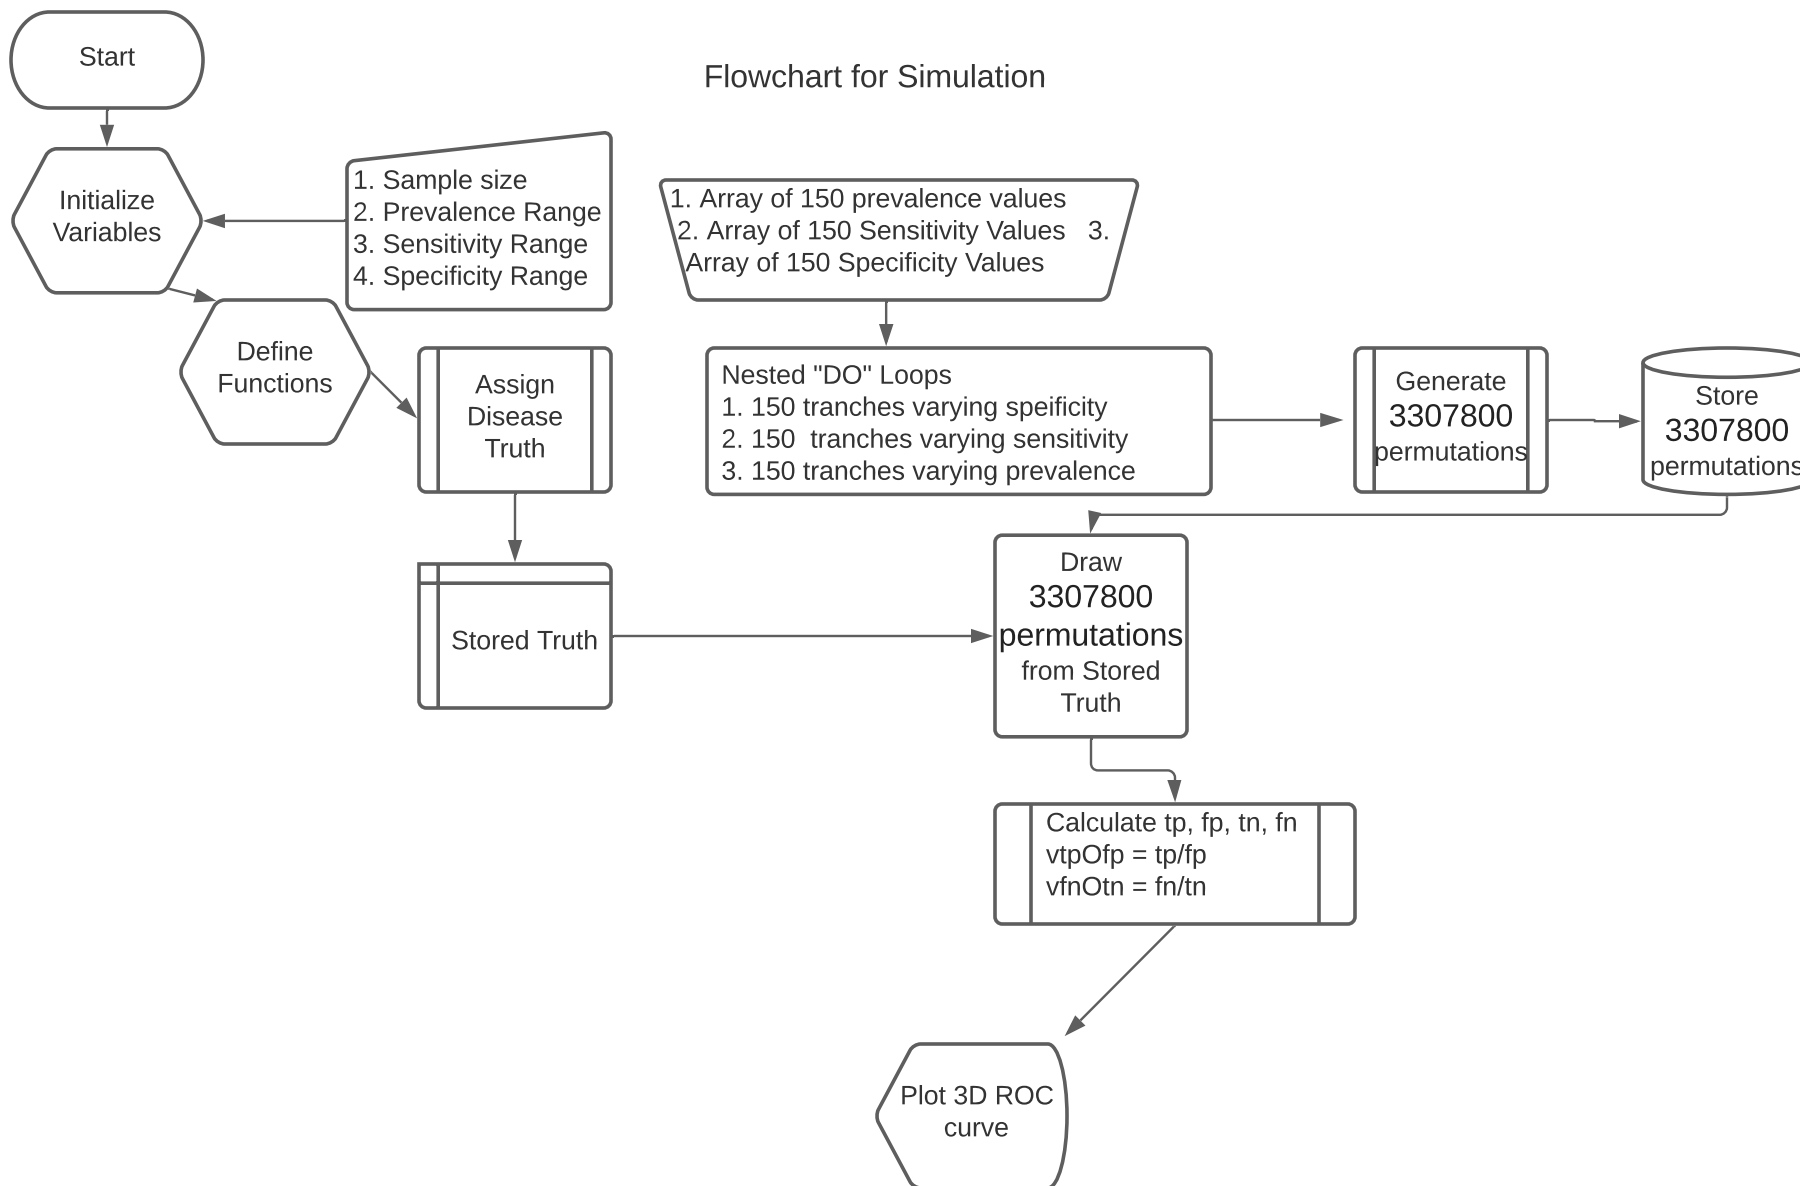 Start
Flowchart for Simulation
Initialize
Variables
1. Sample size
2. Prevalence Range
3. Sensitivity Range
4. Specificity Range
1. Array of 150 prevalence values
2. Array of 150 Sensitivity Values   3.
Array of 150 Specificity Values
Define
Functions
Assign
Disease
Truth
Nested "DO" Loops
1. 150 tranches varying speificity
2. 150  tranches varying sensitivity
3. 150 tranches varying prevalence
Generate
3307800
permutations
Store
3307800
permutations
Stored Truth
Draw
3307800
permutations
from Stored
Truth
Calculate tp, fp, tn, fn
vtpOfp = tp/fp
vfnOtn = fn/tn
Plot 3D ROC
curve